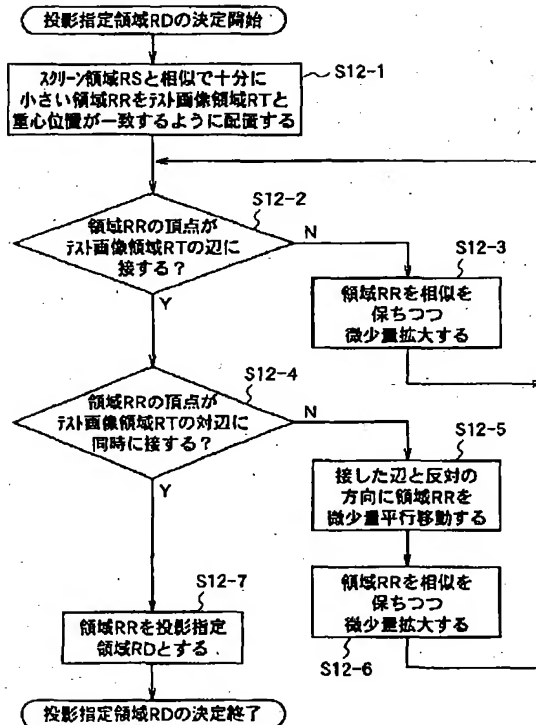 投影指定領域RDの決定開始
S12-1
スクリーン領域RSと相似で十分に
小さい領域RRをテスト画像領域RTと
重心位置が一致するように配置する
S12-2
領域RRの頂点が
テスト画像領域RTの辺に
接する？
N
Y
S12-3
領域RRを相似を
保ちつつ
微少量拡大する
S12-4
領域RRの頂点が
テスト画像領域RTの対辺に
同時に接する？
N
Y
S12-5
接した辺と反対の
方向に領域RRを
微少量平行移動する
領域RRを相似を
保ちつつ
微少量拡大する
S12-6
S12-7
領域RRを投影指定
領域RDとする
投影指定領域RDの決定終了